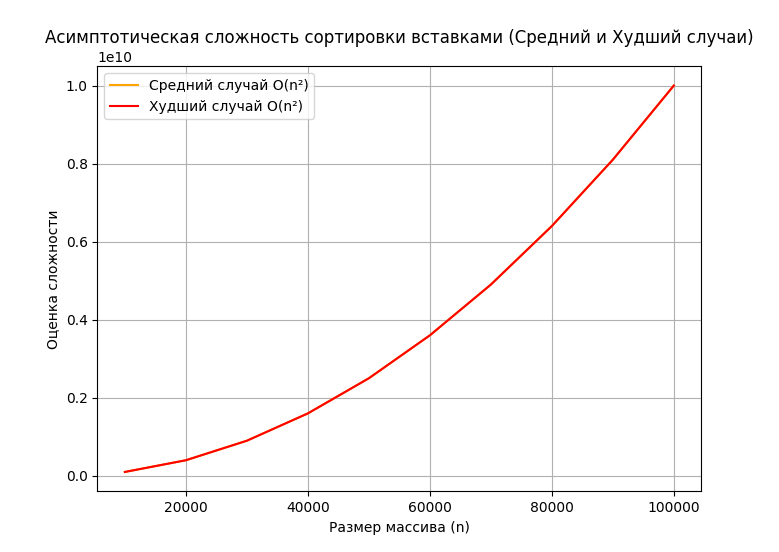 Асимптотическая сложность сортировки вставками (Средний и Худший случаи)
1e10
Средний случай O(n²)
Худший случай O(n²)
1.0
0.8
0.6
0.4
0.2
0.0
Оценка сложности
20000 40000 60000 80000 100000
Размер массива (n)